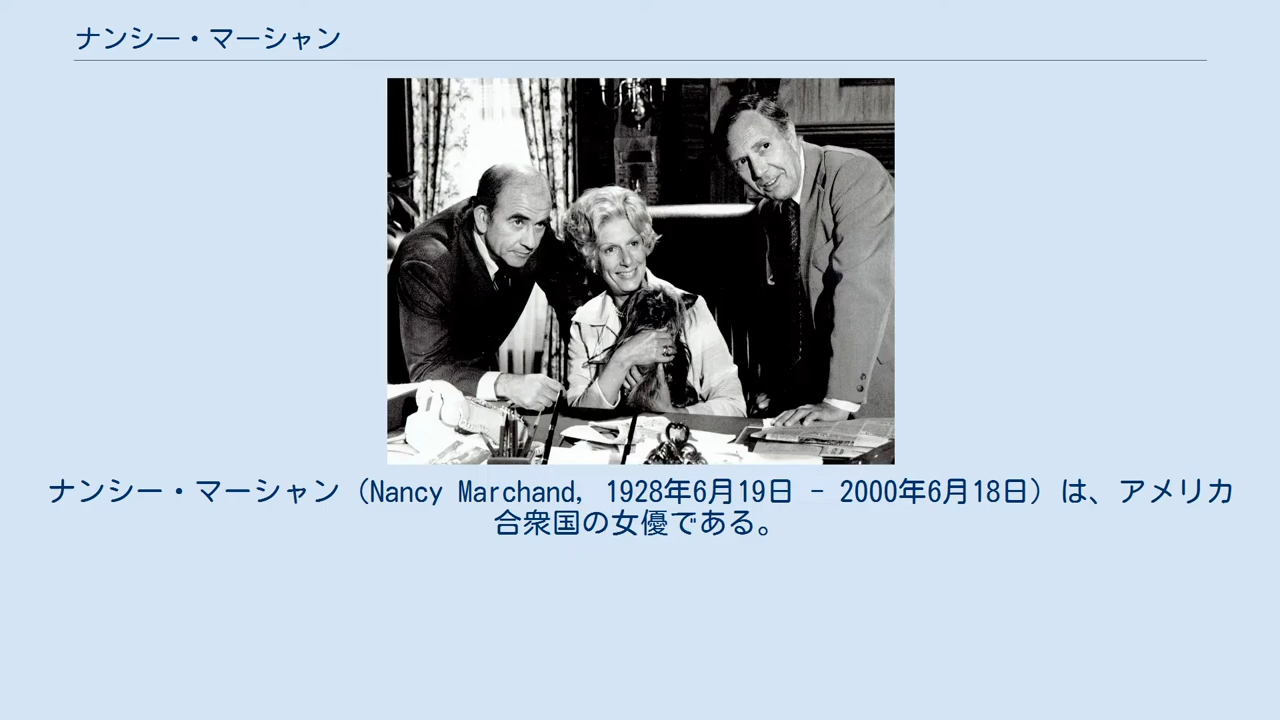 ナンシー・マーシャン
ナンシー・マーシャン（Nancy Marchand, 1928年6月19日 - 2000年6月18日）は、アメリカ
合衆国の女優である。